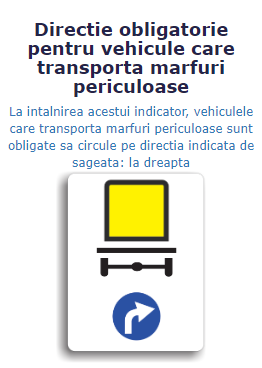 Directie obligatorie
pentru vehicule care
transporta marfuri
periculoase
La intalnirea acestui indicator, vehiculele
care transporta marfuri periculoase sunt
obligate sa circule pe directia indicata de
sageata: la dreapta